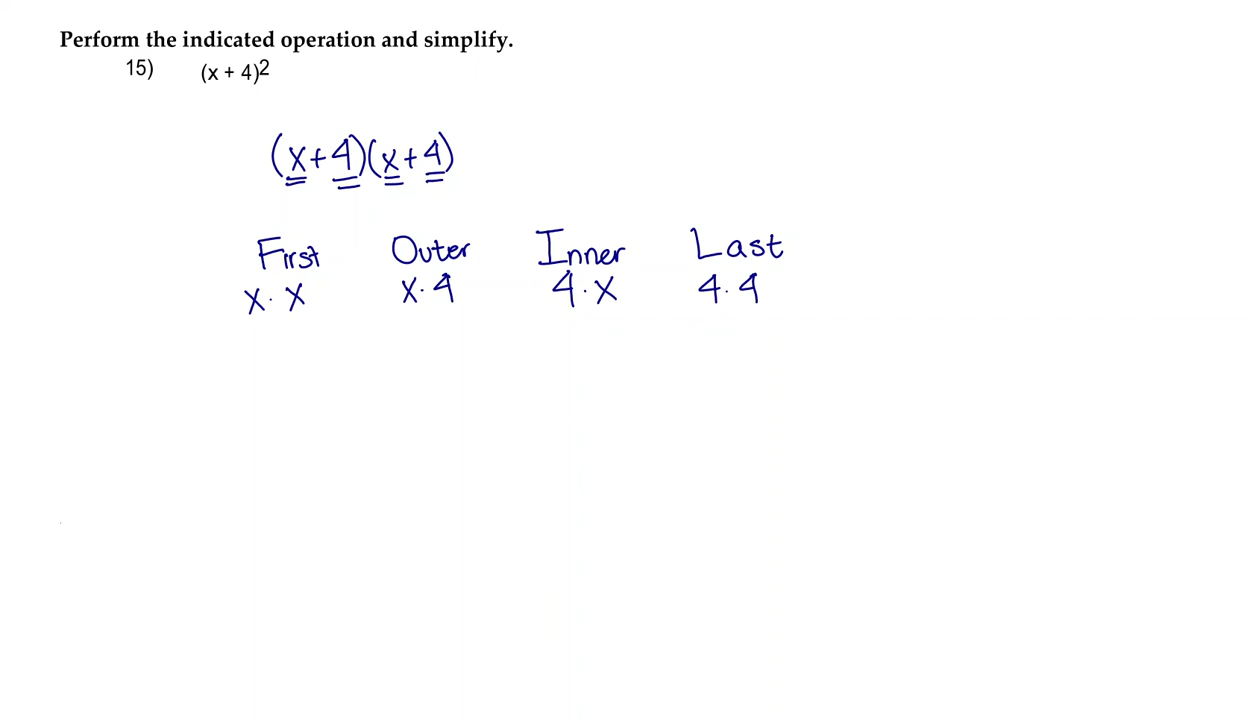 Perform the indicated operation and simplify.
15) (x + 4)2
(x+4)(x+4)
First Outer Inner Last
x · x x · 4 4 · x 4 · 4